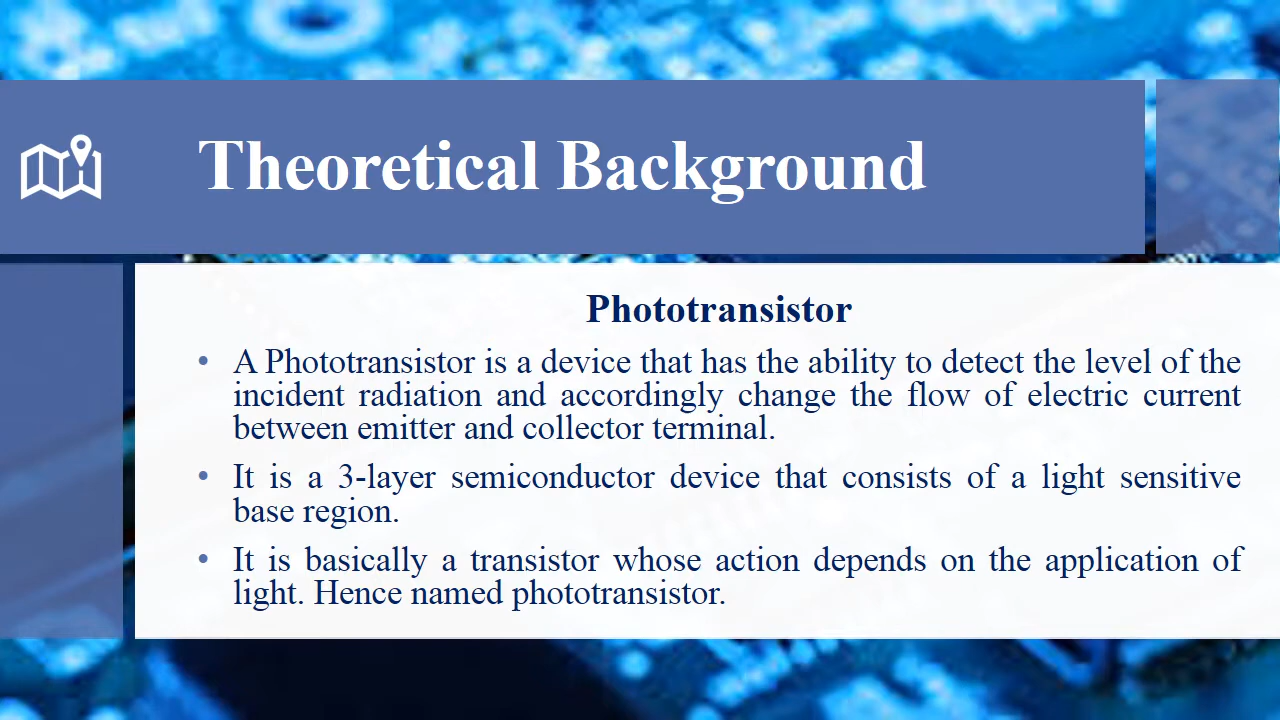 Theoretical Background
Phototransistor
• A Phototransistor is a device that has the ability to detect the level of the
incident radiation and accordingly change the flow of electric current
between emitter and collector terminal.
• It is a 3-layer semiconductor device that consists of a light sensitive
base region.
• It is basically a transistor whose action depends on the application of
light. Hence named phototransistor.